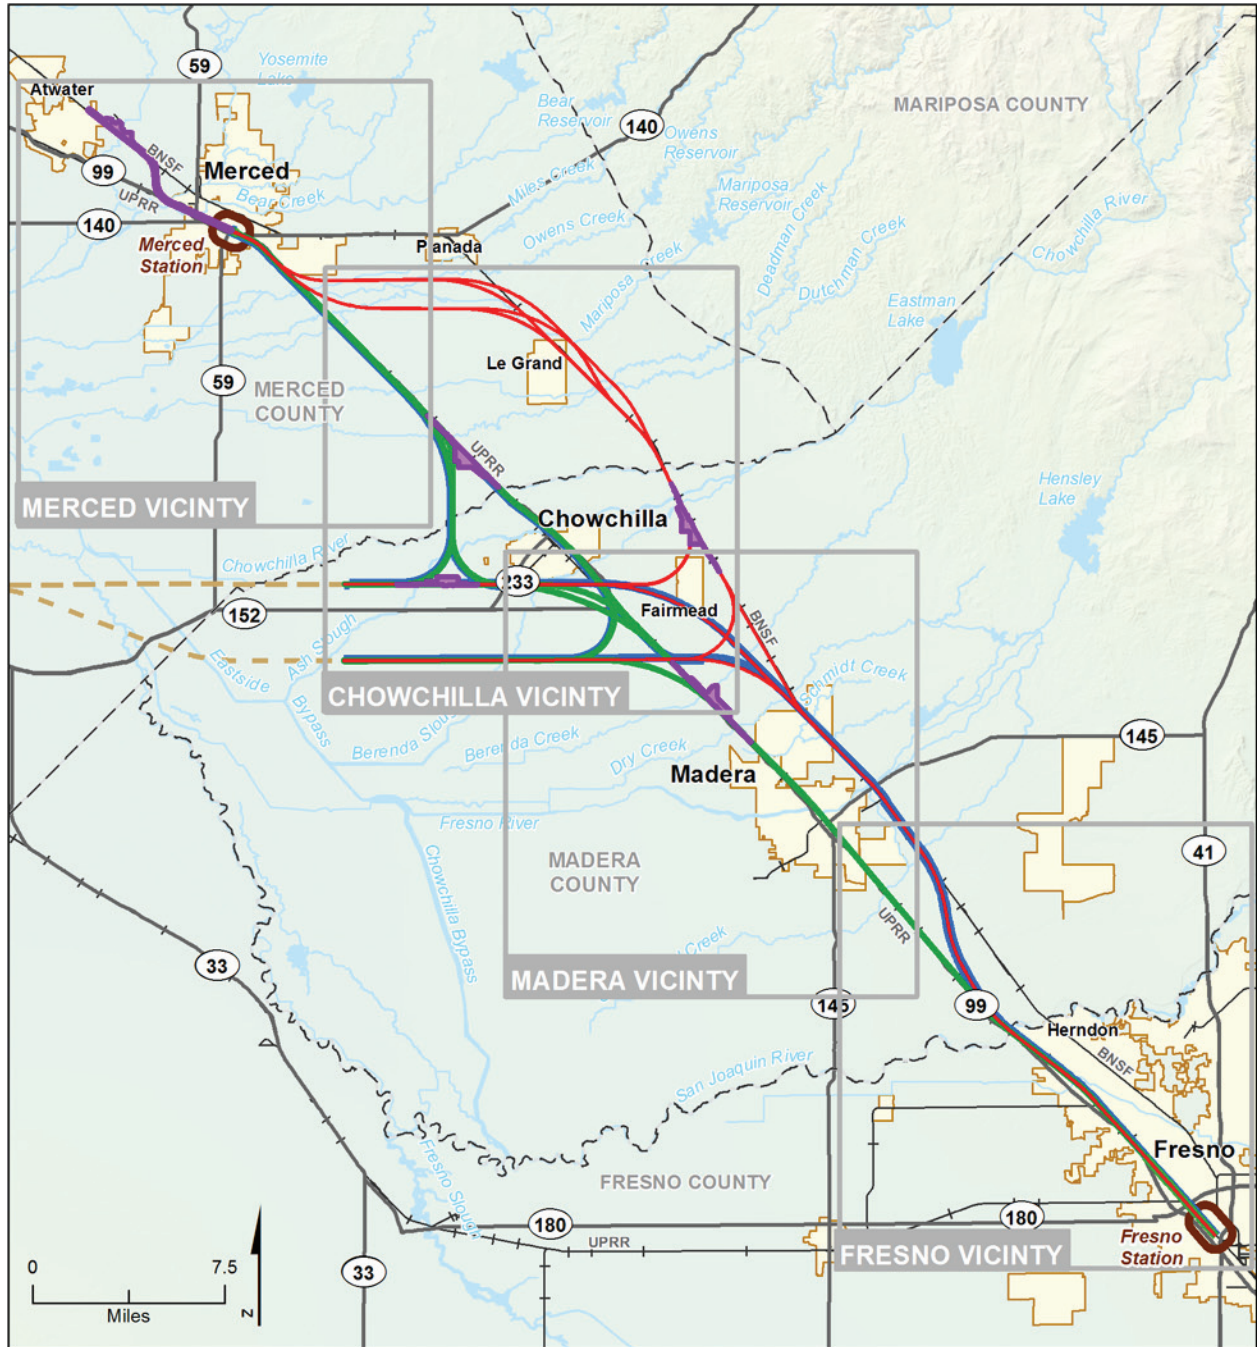 59
Yosemite
Lake
Atwater
Bear
Reservoir
MARIPOSA COUNTY
140
Owens
Reservoir
BNSF
99
Merced
Miles Creek
Mariposa
Reservoir
Deadman Creek
Chowchilla River
UPRR
Bear Creek
140
Owens Creek
Dutchman Creek
Merced
Station
Planada
Mariposa Creek
Eastman
Lake
Le Grand
59
MERCED
COUNTY
UPRR
Hensley
Lake
MERCED VICINTY
Chowchilla
Chowchilla River
233
152
Fairmead
BNSF
Ash Slough
Eastside
Bypass
Schmidt Creek
CHOWCHILLA VICINTY
Berenda Slough
Berenda Creek
Dry Creek
145
Madera
Fresno River
41
MADERA
COUNTY
Chowchilla Bypass
UPRR
Creek
33
MADERA VICINTY
145
99
Herndon
BNSF
San Joaquin River
Fresno
FRESNO COUNTY
Fresno Slough
180
180
Fresno
Station
UPRR
FRESNO VICINTY
33
0
7.5
Miles
N